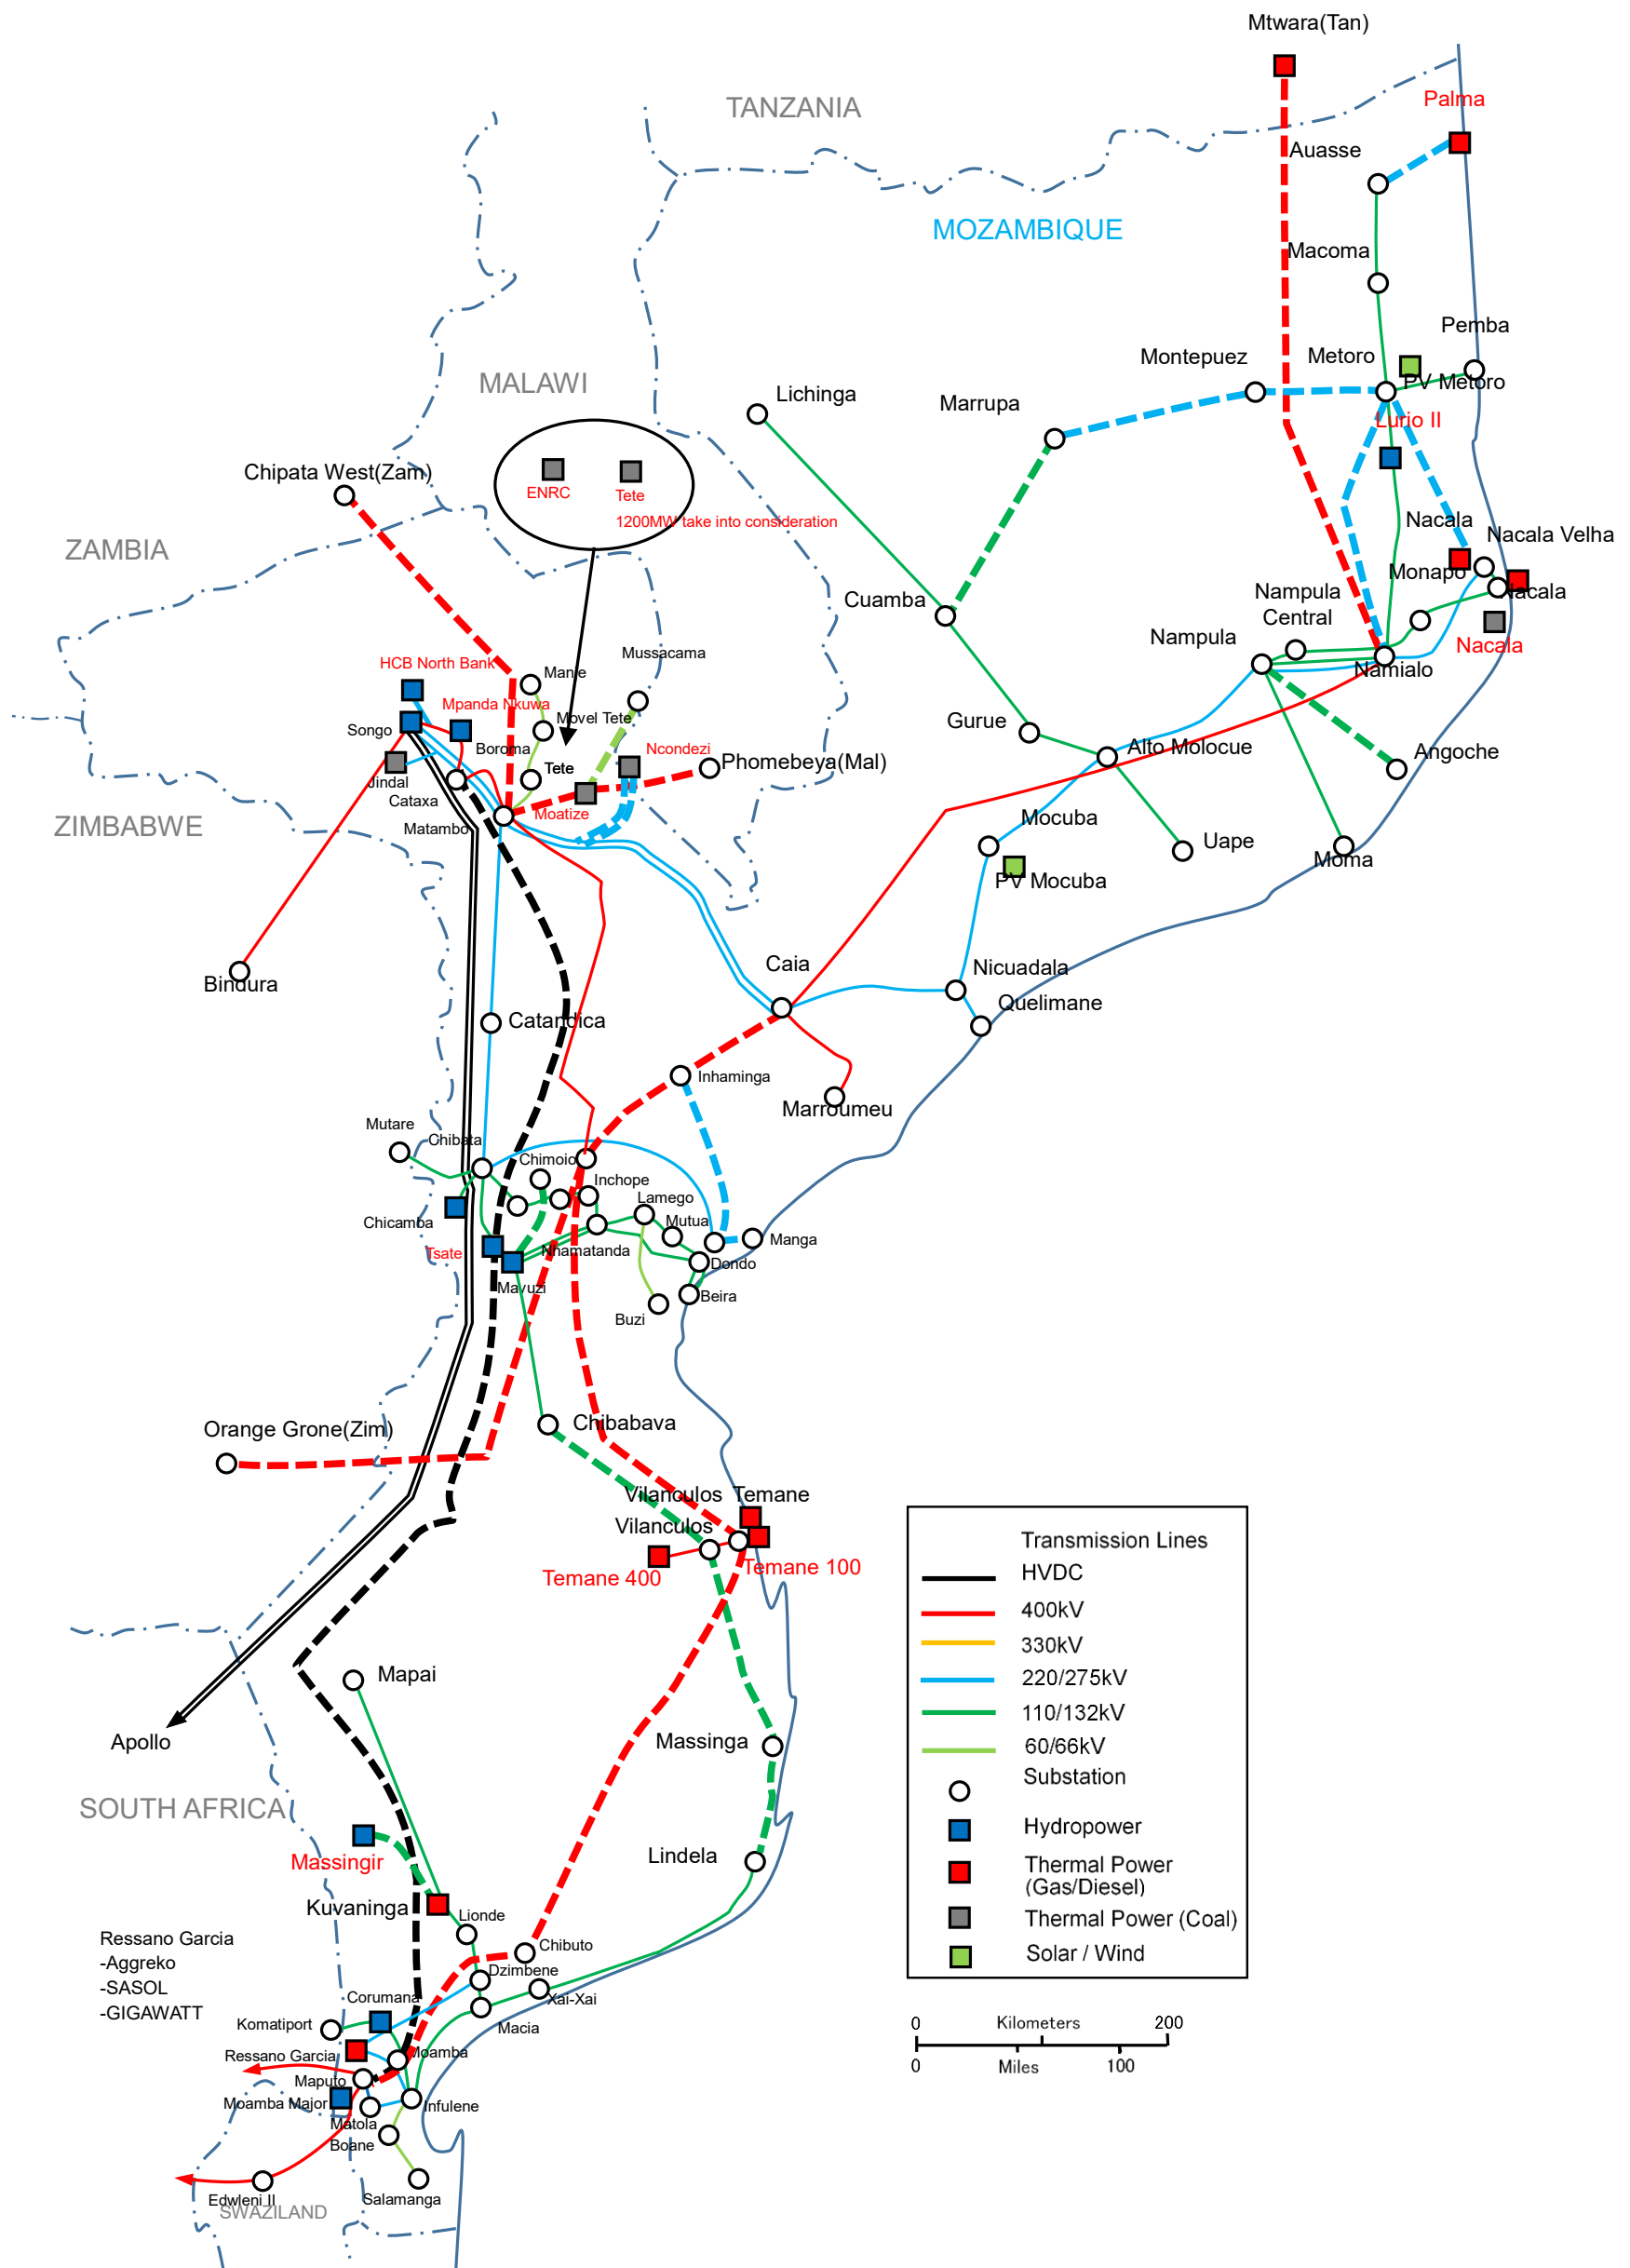 Mtwara(Tan)
TANZANIA
Palma
Auasse
MOZAMBIQUE
Macoma
Pemba
Montepuez
Metoro
PV Metoro
MALAWI
Lichinga
Marrupa
Lurio II
Chipata West(Zam)
ENRC
Tete
1200MW take into consideration
Nacala
Nacala Velha
ZAMBIA
Monapo
Nacala
Nampula
Central
Cuamba
Nampula
Nacala
Namialo
HCB North Bank
Manje
Mussacama
Mpanda Nkuwa
Movel Tete
Songo
Boroma
Ncondezi
Gurue
Alto Molocue
Angoche
Phomebeya(Mal)
Tete
Jindal
Cataxa
Moatize
Matambo
ZIMBABWE
Mocuba
Uape
Moma
PV Mocuba
Caia
Nicuadala
Bindura
Quelimane
Catandica
Inhaminga
Marroumeu
Mutare
Chibata
Chimoio
Inchope
Lamego
Chicamba
Mutua
Tsate
Nhamatanda
Manga
Dondo
Mavuzi
Beira
Buzi
Orange Grone(Zim)
Chibabava
Vilanculos
Temane
Vilanculos
Temane 400
Temane 100
Transmission Lines
HVDC
400kV
330kV
220/275kV
110/132kV
60/66kV
Substation
Hydropower
Thermal Power
(Gas/Diesel)
Thermal Power (Coal)
Solar / Wind
Mapai
Apollo
Massinga
SOUTH AFRICA
Massingir
Lindela
Kuvaninga
Lionde
Ressano Garcia
-Aggreko
-SASOL
-GIGAWATT
Chibuto
Dzimbene
Corumana
Xai-Xai
Komatiport
Macia
0
Kilometers
200
0
Miles
100
Ressano Garcia
Moamba
Maputo
Moamba Major
Infulene
Matola
Boane
Edwleni II
Salamanga
SWAZILAND